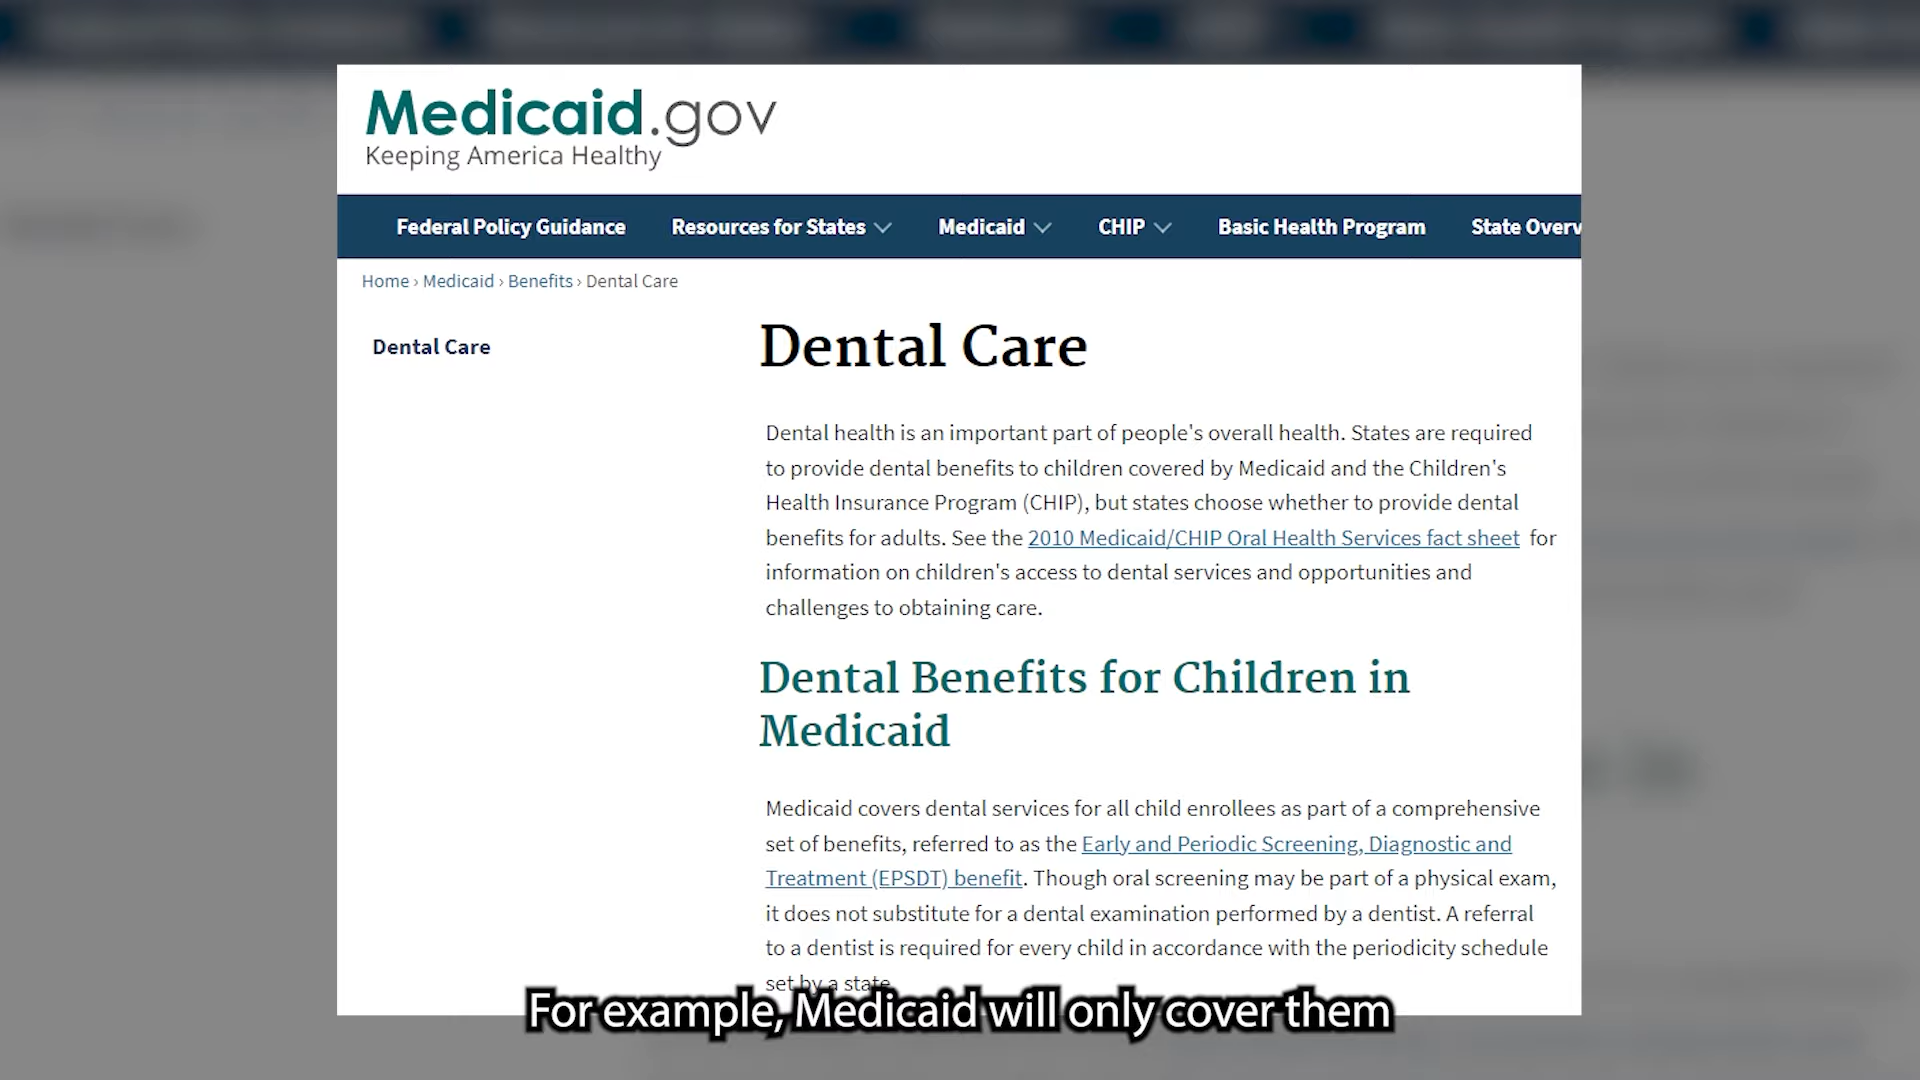 Medicaid.gov
Keeping America Healthy
Federal Policy Guidance Resources for States Medicaid CHIP Basic Health Program State Overv
Home › Medicaid › Benefits › Dental Care
Dental Care
Dental Care
Dental health is an important part of people's overall health. States are required
to provide dental benefits to children covered by Medicaid and the Children's
Health Insurance Program (CHIP), but states choose whether to provide dental
benefits for adults. See the 2010 Medicaid/CHIP Oral Health Services fact sheet for
information on children's access to dental services and opportunities and
challenges to obtaining care.
Dental Benefits for Children in
Medicaid
Medicaid covers dental services for all child enrollees as part of a comprehensive
set of benefits, referred to as the Early and Periodic Screening, Diagnostic and
Treatment (EPSDT) benefit. Though oral screening may be part of a physical exam,
it does not substitute for a dental examination performed by a dentist. A referral
to a dentist is required for every child in accordance with the periodicity schedule
set by a state
For example, Medicaid will only cover them